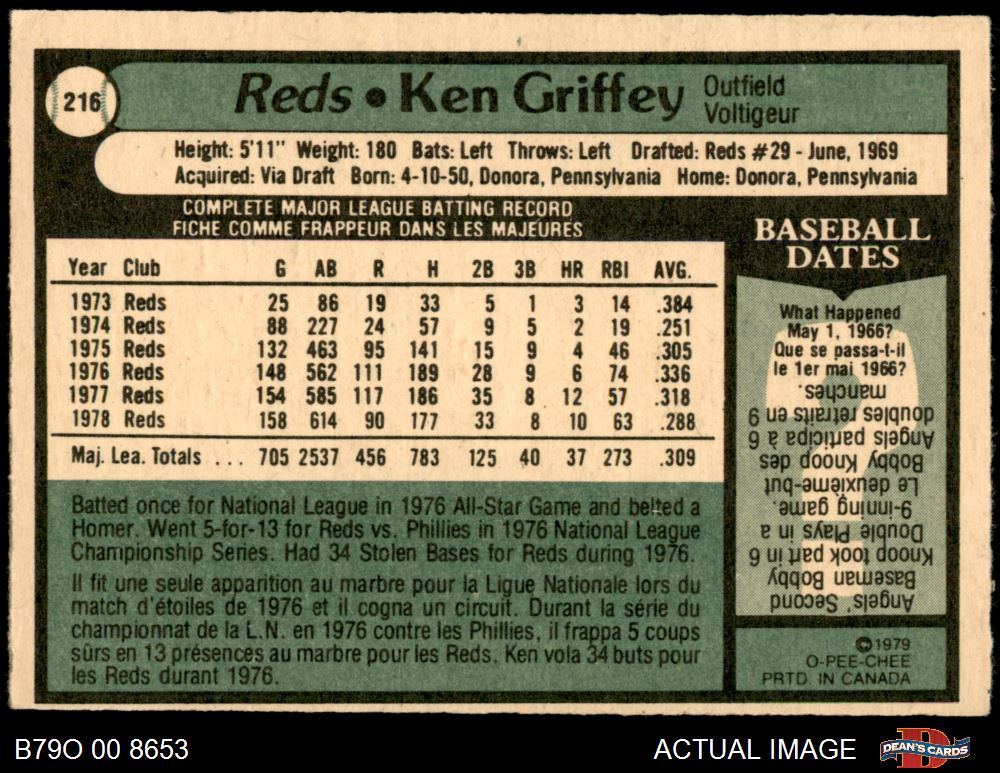 216
Reds • Ken Griffey Outfield
Voltigeur
Height: 5'11" Weight: 180 Bats: Left Throws: Left Drafted: Reds #29 - June, 1969
Acquired: Via Draft Born: 4-10-50, Donora, Pennsylvania Home: Donora, Pennsylvania
COMPLETE MAJOR LEAGUE BATTING RECORD
FICHE COMME FRAPPEUR DANS LES MAJEURES
Year Club G AB R H 2B 3B HR RBI AVG.
1973 Reds 25 86 19 33 5 1 3 14 .384
1974 Reds 88 227 24 57 9 5 2 19 .251
1975 Reds 132 463 95 141 15 9 4 46 .305
1976 Reds 148 562 111 189 28 9 6 74 .336
1977 Reds 154 585 117 186 35 8 12 57 .318
1978 Reds 158 614 90 177 33 8 10 63 .288
Maj. Lea. Totals ... 705 2537 456 783 125 40 37 273 .309
Batted once for National League in 1976 All-Star Game and belted a
Homer. Went 5-for-13 for Reds vs. Phillies in 1976 National League
Championship Series. Had 34 Stolen Bases for Reds during 1976.
Il fit une seule apparition au marbre pour la Ligue Nationale lors du
match d'étoiles de 1976 et il cogna un circuit. Durant la série du
championnat de la L.N. en 1976 contre les Phillies, il frappa 5 coups
sûrs en 13 présences au marbre pour les Reds. Ken vola 34 buts pour
les Reds durant 1976.
BASEBALL
DATES
What Happened
May 1, 1966?
Que se passa-t-il
le 1er mai 1966?
Angels' Second
Baseman Bobby
Knoop took part in 6
Double Plays in a
9-inning game.
Le deuxième-but
Bobby Knoop des
Angels participa à 6
doubles retraits en 9
manches.
©1979
O-PEE-CHEE
PRTD. IN CANADA
B79O 00 8653
ACTUAL IMAGE
DEAN'S CARDS